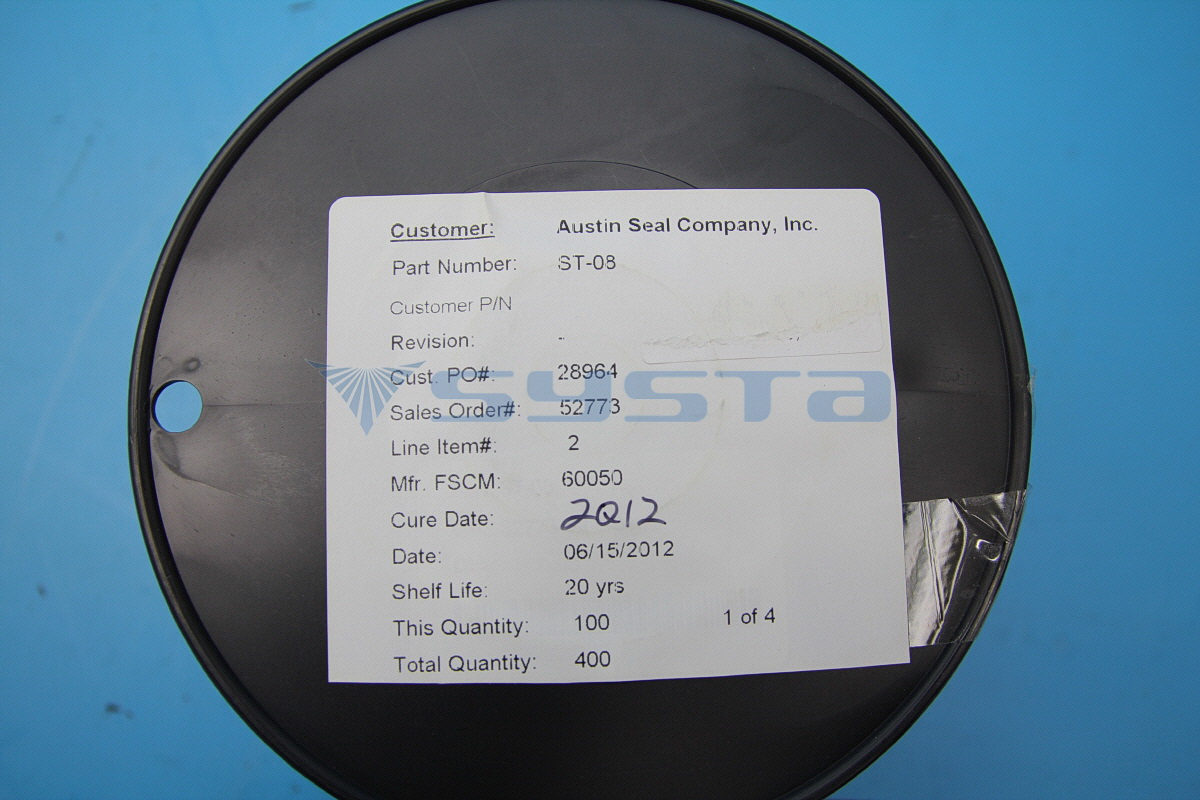 Customer: Austin Seal Company, Inc.
Part Number: ST-08
Customer P/N
Revision: -
Cust. PO#: 28964
systa
Sales Order#: 52773
Line Item#: 2
Mfr. FSCM: 60050
Cure Date: 2Q12
Date: 06/15/2012
Shelf Life: 20 yrs
This Quantity: 100 1 of 4
Total Quantity: 400